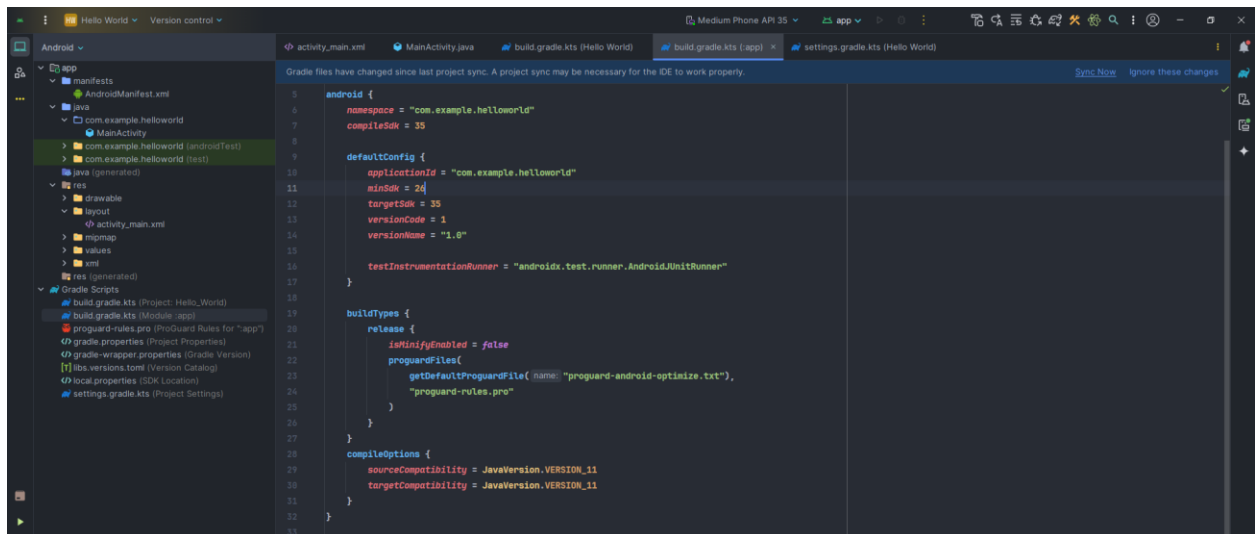 HW Hello World Version control
Medium Phone API 35
app
Android
activity_main.xml
MainActivity.java
build.gradle.kts (Hello World)
build.gradle.kts (:app)
settings.gradle.kts (Hello World)
app
manifests
AndroidManifest.xml
java
com.example.helloworld
MainActivity
com.example.helloworld (androidTest)
com.example.helloworld (test)
java (generated)
res
drawable
layout
activity_main.xml
mipmap
values
xml
res (generated)
Gradle Scripts
build.gradle.kts (Project: Hello_World)
build.gradle.kts (Module :app)
proguard-rules.pro (ProGuard Rules for ":app")
gradle.properties (Project Properties)
gradle-wrapper.properties (Gradle Version)
libs.versions.toml (Version Catalog)
local.properties (SDK Location)
settings.gradle.kts (Project Settings)
Gradle files have changed since last project sync. A project sync may be necessary for the IDE to work properly.
Sync Now Ignore these changes
5 android {
6 namespace = "com.example.helloworld"
7 compileSdk = 35
8
9 defaultConfig {
10 applicationId = "com.example.helloworld"
11 minSdk = 26
12 targetSdk = 35
13 versionCode = 1
14 versionName = "1.0"
15
16 testInstrumentationRunner = "androidx.test.runner.AndroidJUnitRunner"
17 }
18
19 buildTypes {
20 release {
21 isMinifyEnabled = false
22 proguardFiles(
23 getDefaultProguardFile( name: "proguard-android-optimize.txt"),
24 "proguard-rules.pro"
25 )
26 }
27 }
28 compileOptions {
29 sourceCompatibility = JavaVersion.VERSION_11
30 targetCompatibility = JavaVersion.VERSION_11
31 }
32 }
33